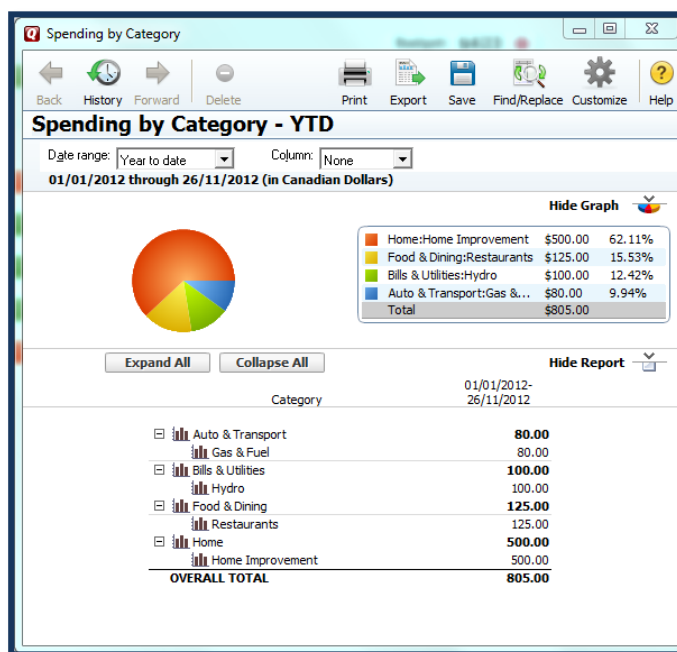 Spending by Category
Back History Forward Delete Print Export Save Find/Replace Customize Help
Spending by Category - YTD
Date range: Year to date Column: None
01/01/2012 through 26/11/2012 (in Canadian Dollars)
Hide Graph
Home:Home Improvement $500.00 62.11%
Food & Dining:Restaurants $125.00 15.53%
Bills & Utilities:Hydro $100.00 12.42%
Auto & Transport:Gas &... $80.00 9.94%
Total $805.00
Expand All Collapse All Hide Report
01/01/2012-
Category 26/11/2012
Auto & Transport 80.00
Gas & Fuel 80.00
Bills & Utilities 100.00
Hydro 100.00
Food & Dining 125.00
Restaurants 125.00
Home 500.00
Home Improvement 500.00
OVERALL TOTAL 805.00